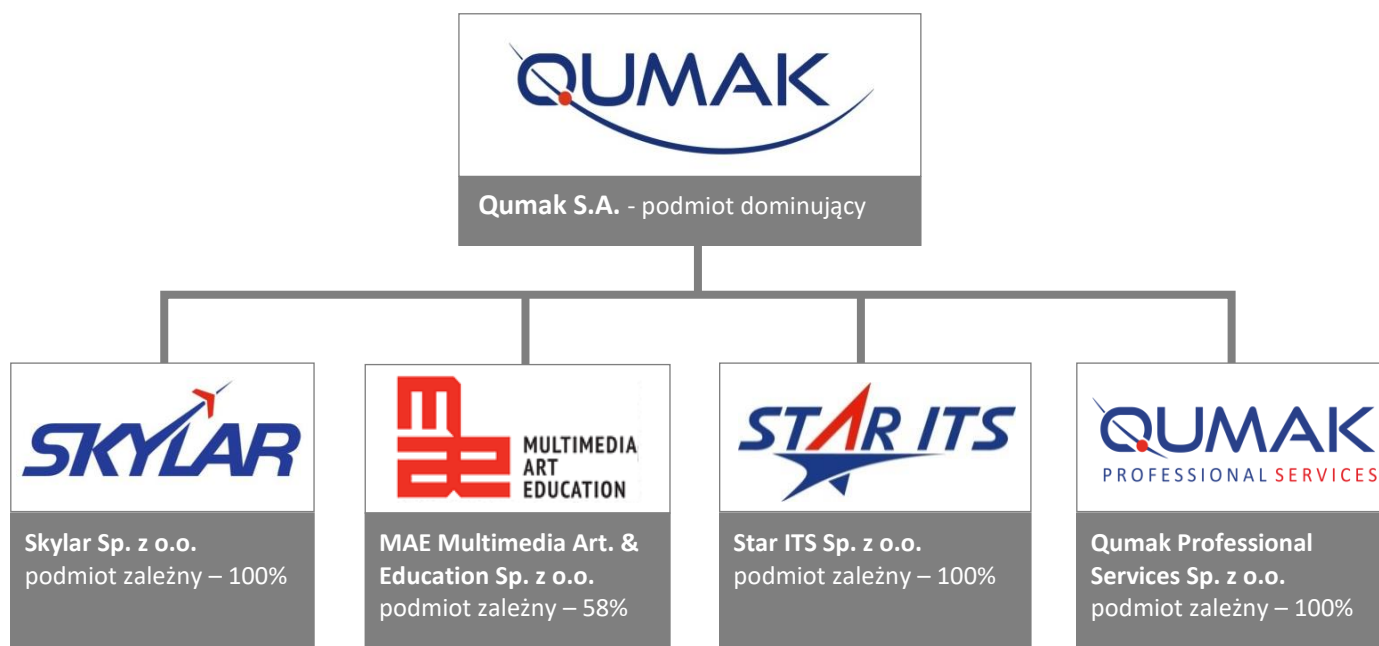 QUMAK
Qumak S.A. - podmiot dominujący
SKYLAR
Skylar Sp. z o.o.
podmiot zależny – 100%
mae
MULTIMEDIA
ART
EDUCATION
MAE Multimedia Art. &
Education Sp. z o.o.
podmiot zależny – 58%
STAR ITS
Star ITS Sp. z o.o.
podmiot zależny – 100%
QUMAK
PROFESSIONAL SERVICES
Qumak Professional
Services Sp. z o.o.
podmiot zależny – 100%